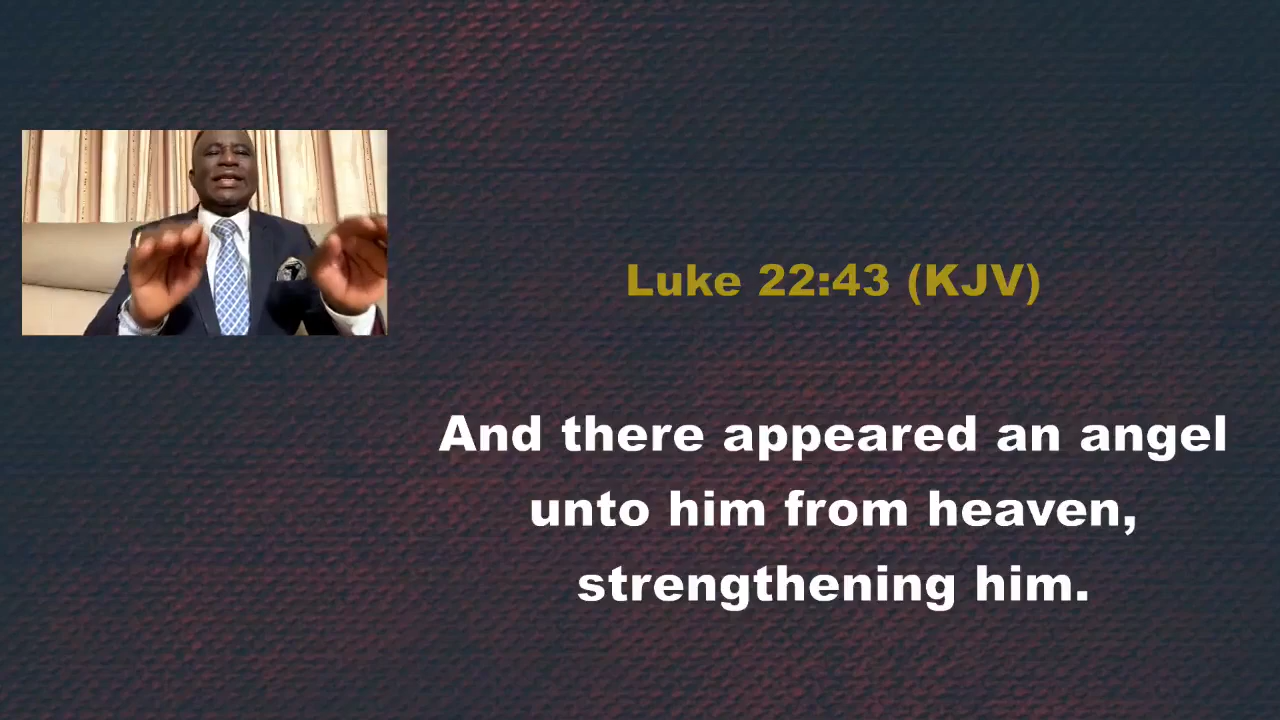 Luke 22:43 (KJV)
And there appeared an angel
unto him from heaven,
strengthening him.